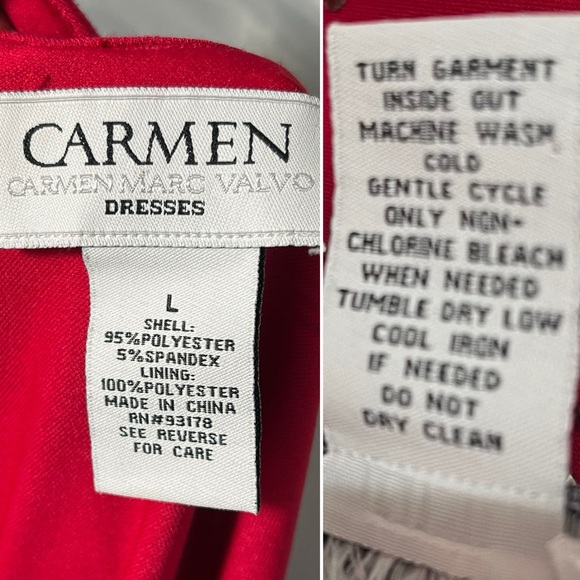 CARMEN
CARMEN MARC VALVO
DRESSES
L
SHELL:
95%POLYESTER
5%SPANDEX
LINING:
100%POLYESTER
MADE IN CHINA
RN#93178
SEE REVERSE
FOR CARE
TURN GARMENT
INSIDE OUT
MACHINE WASH
COLD
GENTLE CYCLE
ONLY NON-
CHLORINE BLEACH
WHEN NEEDED
TUMBLE DRY LOW
COOL IRON
IF NEEDED
DO NOT
DRY CLEAN